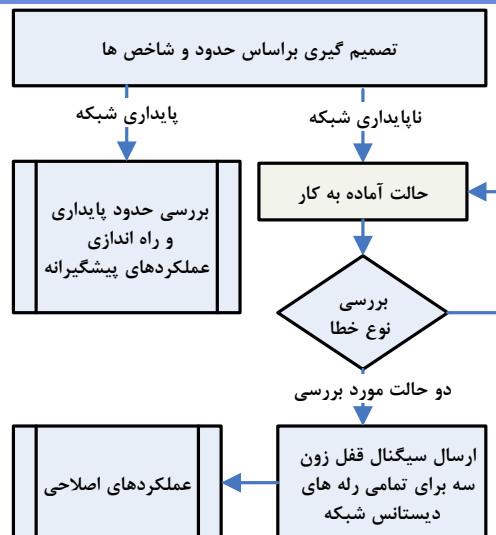 تصمیم گیری براساس حدود و شاخص ها
پایداری شبکه
ناپایداری شبکه
بررسی حدود پایداری
و راه اندازی
عملکردهای پیشگیرانه
حالت آماده به کار
بررسی
نوع خطا
دو حالت مورد بررسی
ارسال سیگنال قفل زون
سه برای تمامی رله های
دیستانس شبکه
عملکردهای اصلاحی